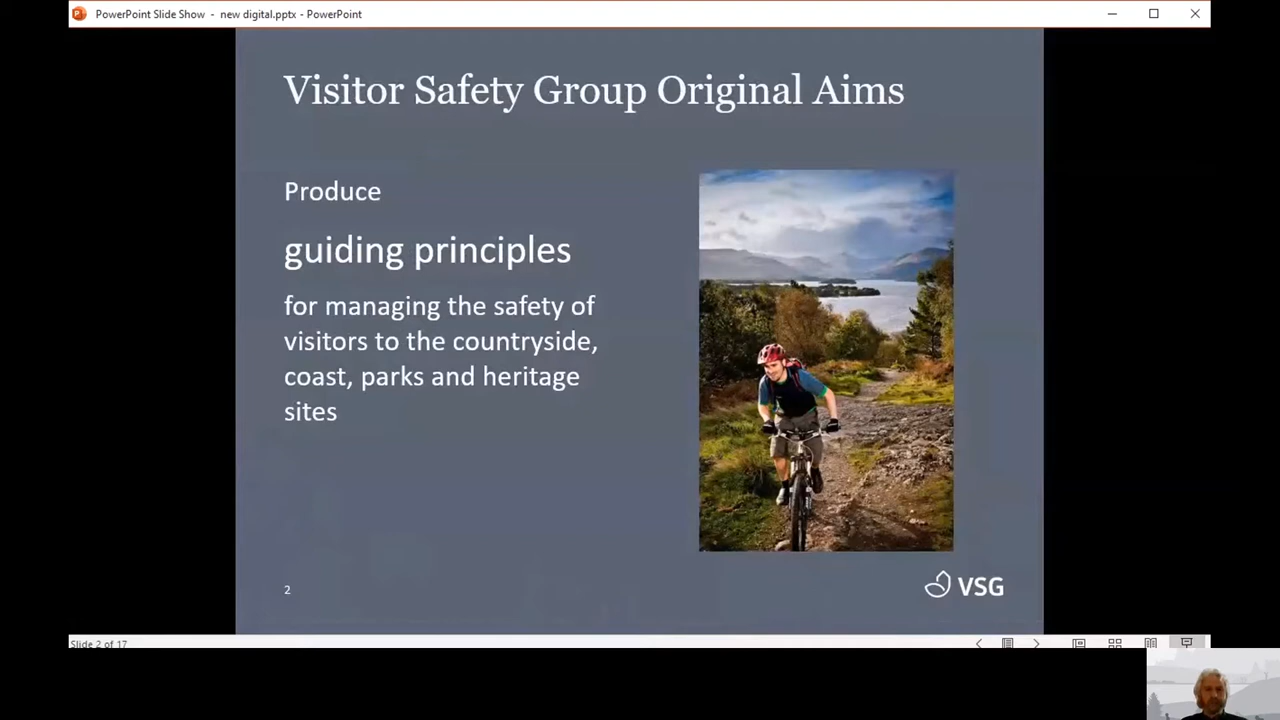 PowerPoint Slide Show - new digital.pptx - PowerPoint
Visitor Safety Group Original Aims
Produce
guiding principles
for managing the safety of
visitors to the countryside,
coast, parks and heritage
sites
2
VSG
Slide 2 of 17